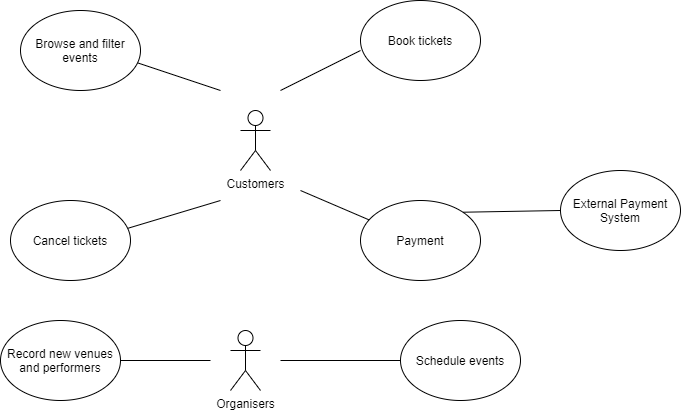 Browse and filter
events
Book tickets
Customers
External Payment
System
Cancel tickets
Payment
Record new venues
and performers
Schedule events
Organisers